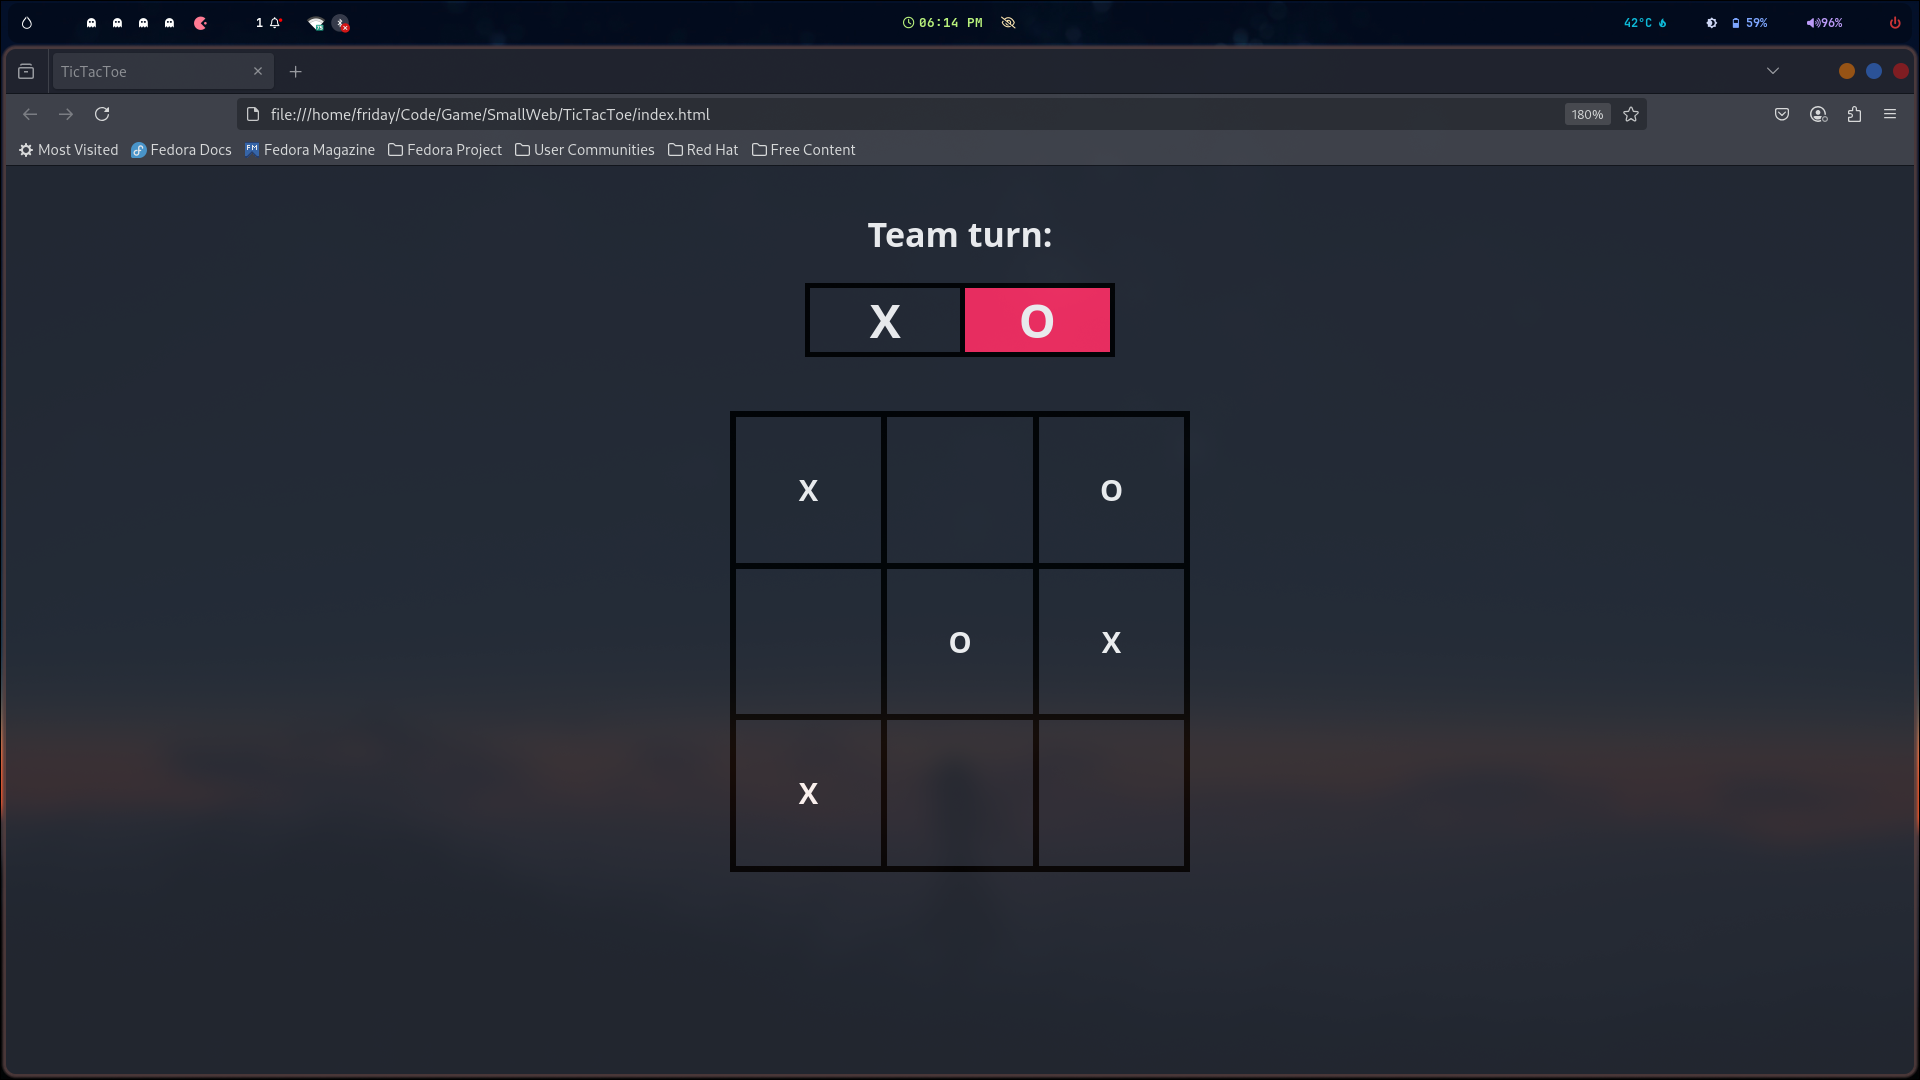 1 06:14 PM 42°C 59% 96%
TicTacToe
file:///home/friday/Code/Game/SmallWeb/TicTacToe/index.html 180%
Most Visited Fedora Docs FM Fedora Magazine Fedora Project User Communities Red Hat Free Content
Team turn:
X O
X O
O X
X